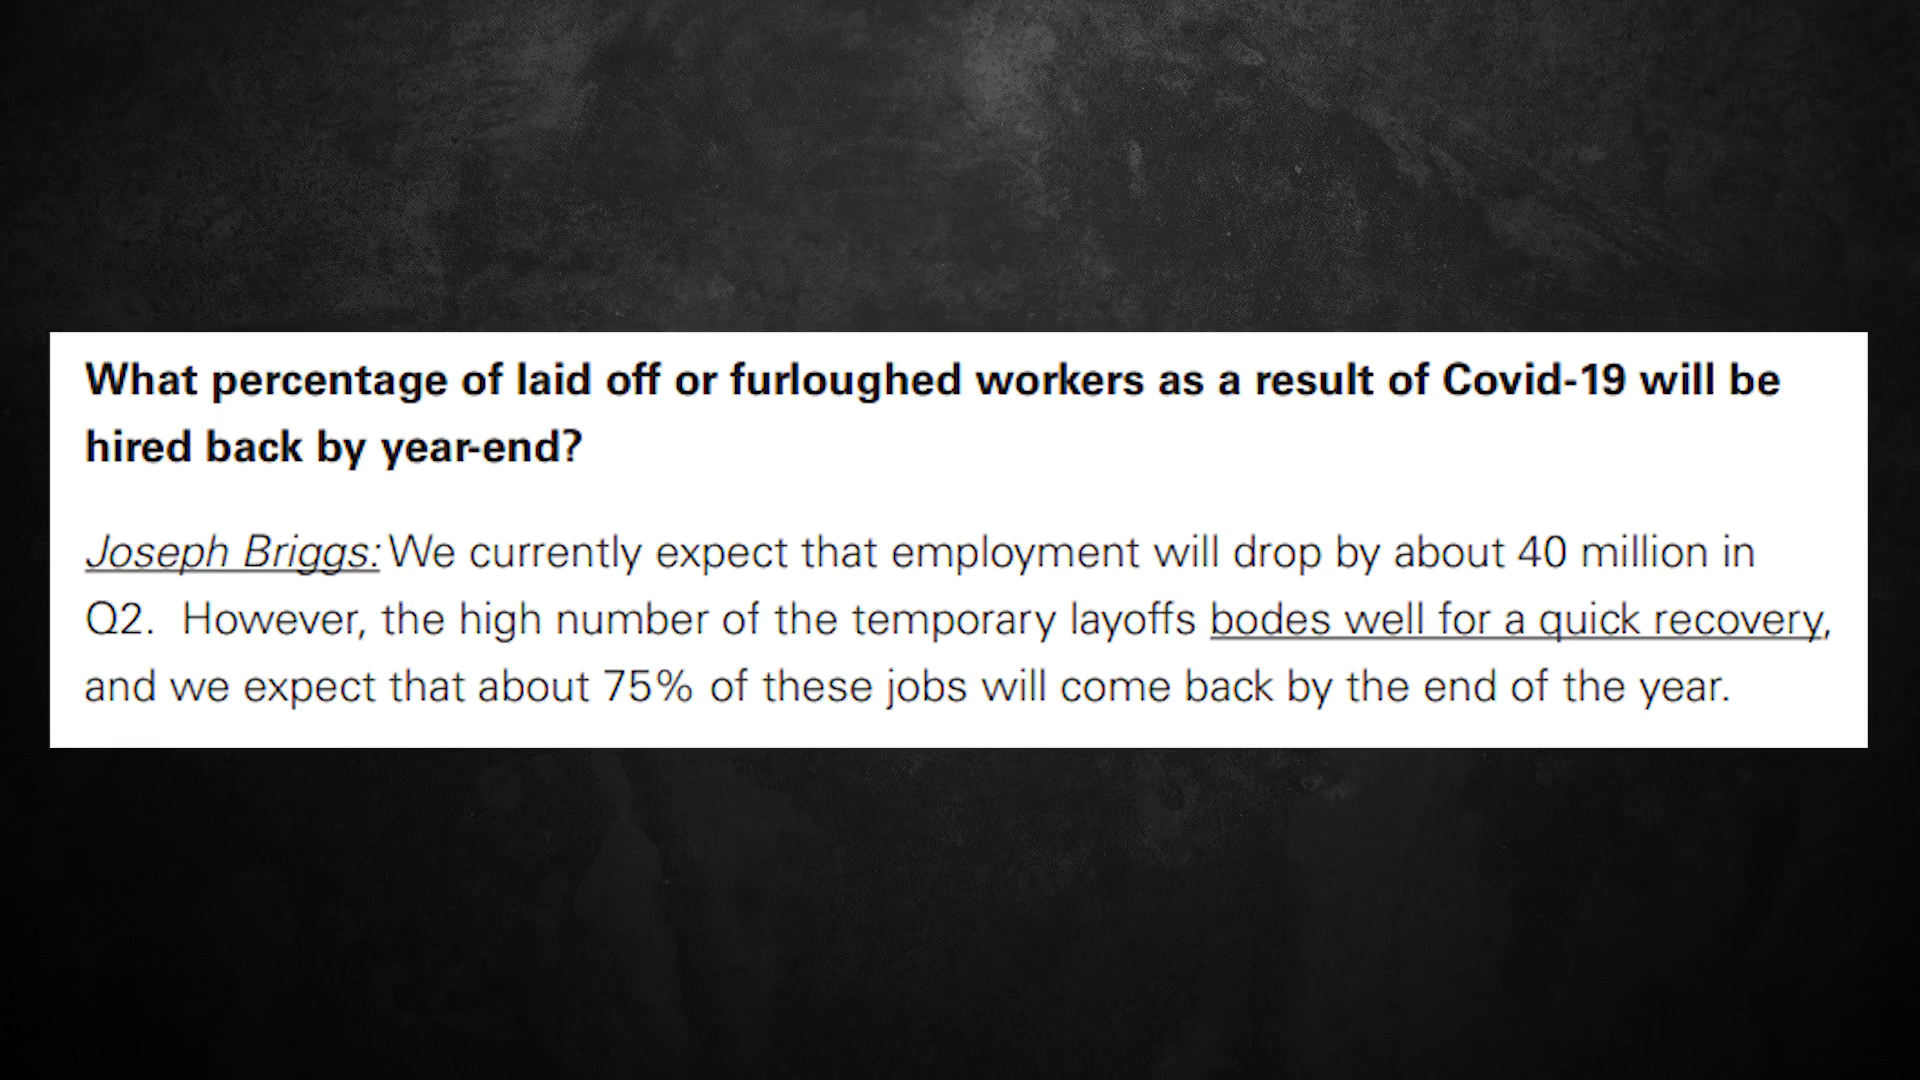 What percentage of laid off or furloughed workers as a result of Covid-19 will be
hired back by year-end?
Joseph Briggs: We currently expect that employment will drop by about 40 million in
Q2. However, the high number of the temporary layoffs bodes well for a quick recovery,
and we expect that about 75% of these jobs will come back by the end of the year.